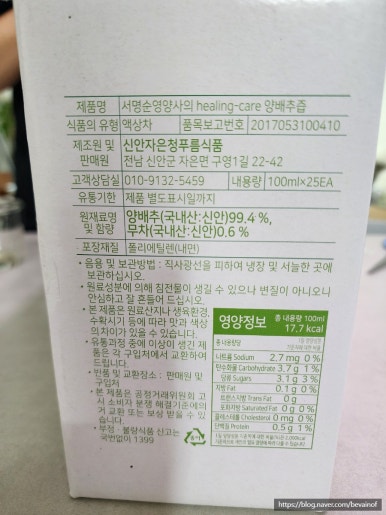 제품명 서명순영양사의 healing-care 양배추즙
식품의 유형 액상차 품목보고번호 2017053100410
제조원 및 판매원 신안자은청푸름식품
전남 신안군 자은면 구영1길 22-42
고객상담실 010-9132-5459 내용량 100ml×25EA
유통기한 제품 별도표시일까지
원재료명 및 함량 양배추(국내산:신안)99.4 %,
무차(국내산:신안)0.6 %
포장재질 폴리에틸렌(내면)
• 음용 및 보관방법 : 직사광선을 피하여 냉장 및 서늘한 곳에
보관하십시오.
• 원료성분에 의해 침전물이 생길 수 있으나 변질이 아니오니
안심하고 잘 흔들어 드십시오.
• 본 제품은 원료산지나 생육환경,
수확시기 등에 따라 맛과 색상
의차이가 있을 수 있습니다.
• 유통과정 중에 이상이 생긴 제
품은 각 구입처에서 교환하여
드립니다.
• 반품 및 교환장소 : 판매원 및
구입처
• 본 제품은 공정거래위원회 고
시 소비자 분쟁 해결기준에의
거 교환 또는 보상 받을 수 있
습니다.
• 부정 · 불량식품 신고는
국번없이 1399
영양정보 총 내용량 100ml
17.7 kcal
총 내용량당
나트륨 Sodium 2.7 mg 0 %
탄수화물 Carbohydrate 3.7 g 1 %
당류 Sugars 3.1 g 3 %
지방 Fat 0.1 g 0 %
트랜스지방 Trans Fat 0 g
포화지방 Saturated Fat 0 g 0 %
콜레스테롤 Cholesterol 0 mg 0 %
단백질 Protein 0.5 g 1 %
https://blog.naver.com/bevainof